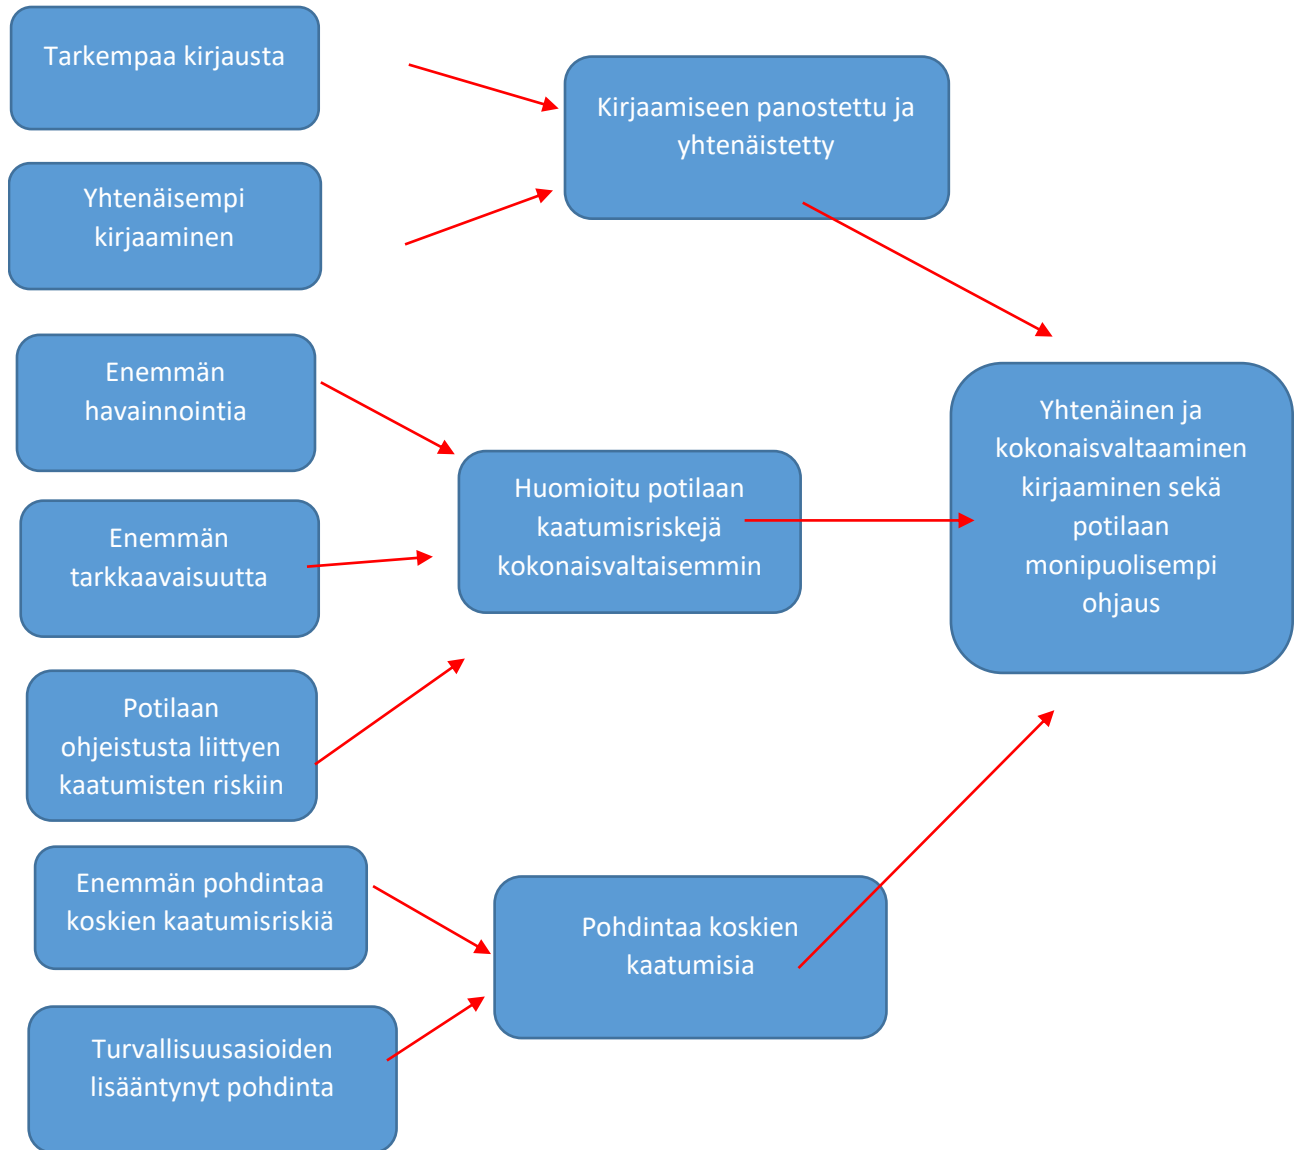 Tarkempaa kirjausta
Yhtenäisempi
kirjaaminen
Enemmän
havainnointia
Enemmän
tarkkaavaisuutta
Potilaan
ohjeistusta liittyen
kaatumisten riskiin
Enemmän pohdintaa
koskien kaatumisriskiä
Turvallisuusasioiden
lisääntynyt pohdinta
Kirjaamiseen panostettu ja
yhtenäistetty
Huomioitu potilaan
kaatumisriskejä
kokonaisvaltaisemmin
Pohdintaa koskien
kaatumisia
Yhtenäinen ja
kokonaisvaltaaminen
kirjaaminen sekä
potilaan
monipuolisempi
ohjaus